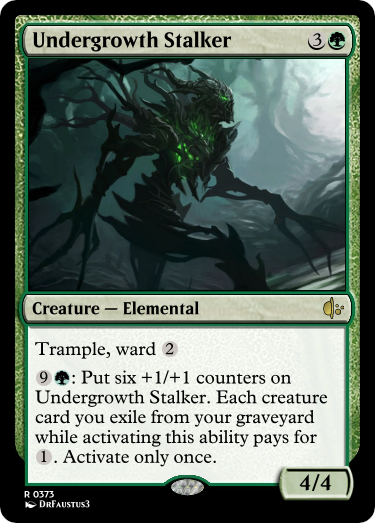 Undergrowth Stalker 3
Creature — Elemental
Trample, ward 2
9 : Put six +1/+1 counters on
Undergrowth Stalker. Each creature
card you exile from your graveyard
while activating this ability pays for
1. Activate only once.
4/4
R 0373
DrFaustus3